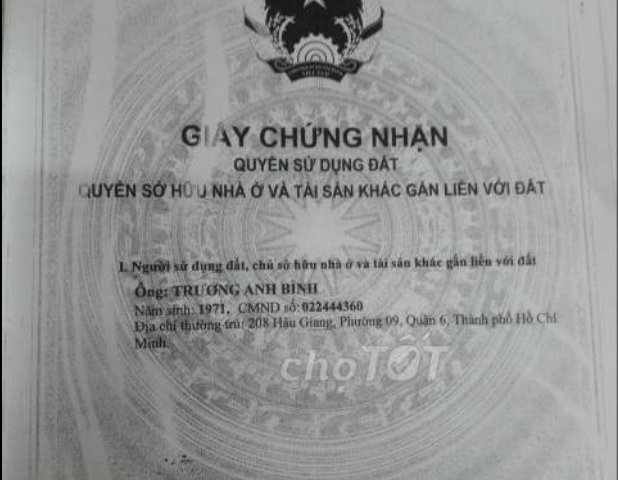 GIẤY CHỨNG NHẬN
QUYỀN SỬ DỤNG ĐẤT
QUYỀN SỞ HỮU NHÀ Ở VÀ TÀI SẢN KHÁC GẮN LIỀN VỚI ĐẤT
I. Người sử dụng đất, chủ sở hữu nhà ở và tài sản khác gắn liền với đất
Ông: TRƯƠNG ANH BÌNH
Năm sinh: 1971, CMND số: 022444360
Địa chỉ thường trú: 208 Hậu Giang, Phường 09, Quận 6, Thành phố Hồ Chí
Minh.
chợTỐT